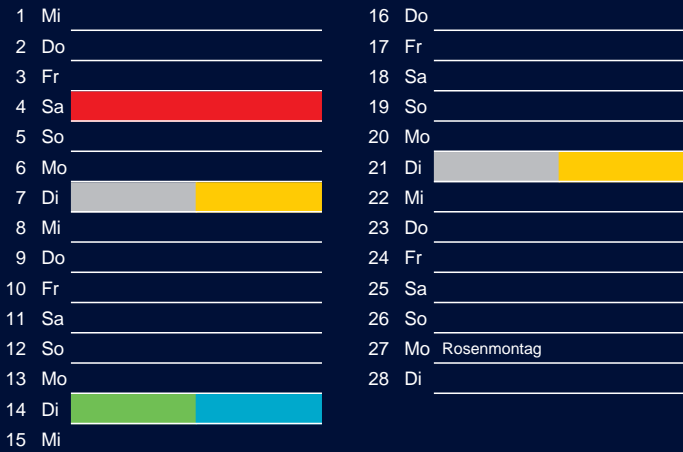 1 Mi
2 Do
3 Fr
4 Sa
5 So
6 Mo
7 Di
8 Mi
9 Do
10 Fr
11 Sa
12 So
13 Mo
14 Di
15 Mi
16 Do
17 Fr
18 Sa
19 So
20 Mo
21 Di
22 Mi
23 Do
24 Fr
25 Sa
26 So
27 Mo Rosenmontag
28 Di